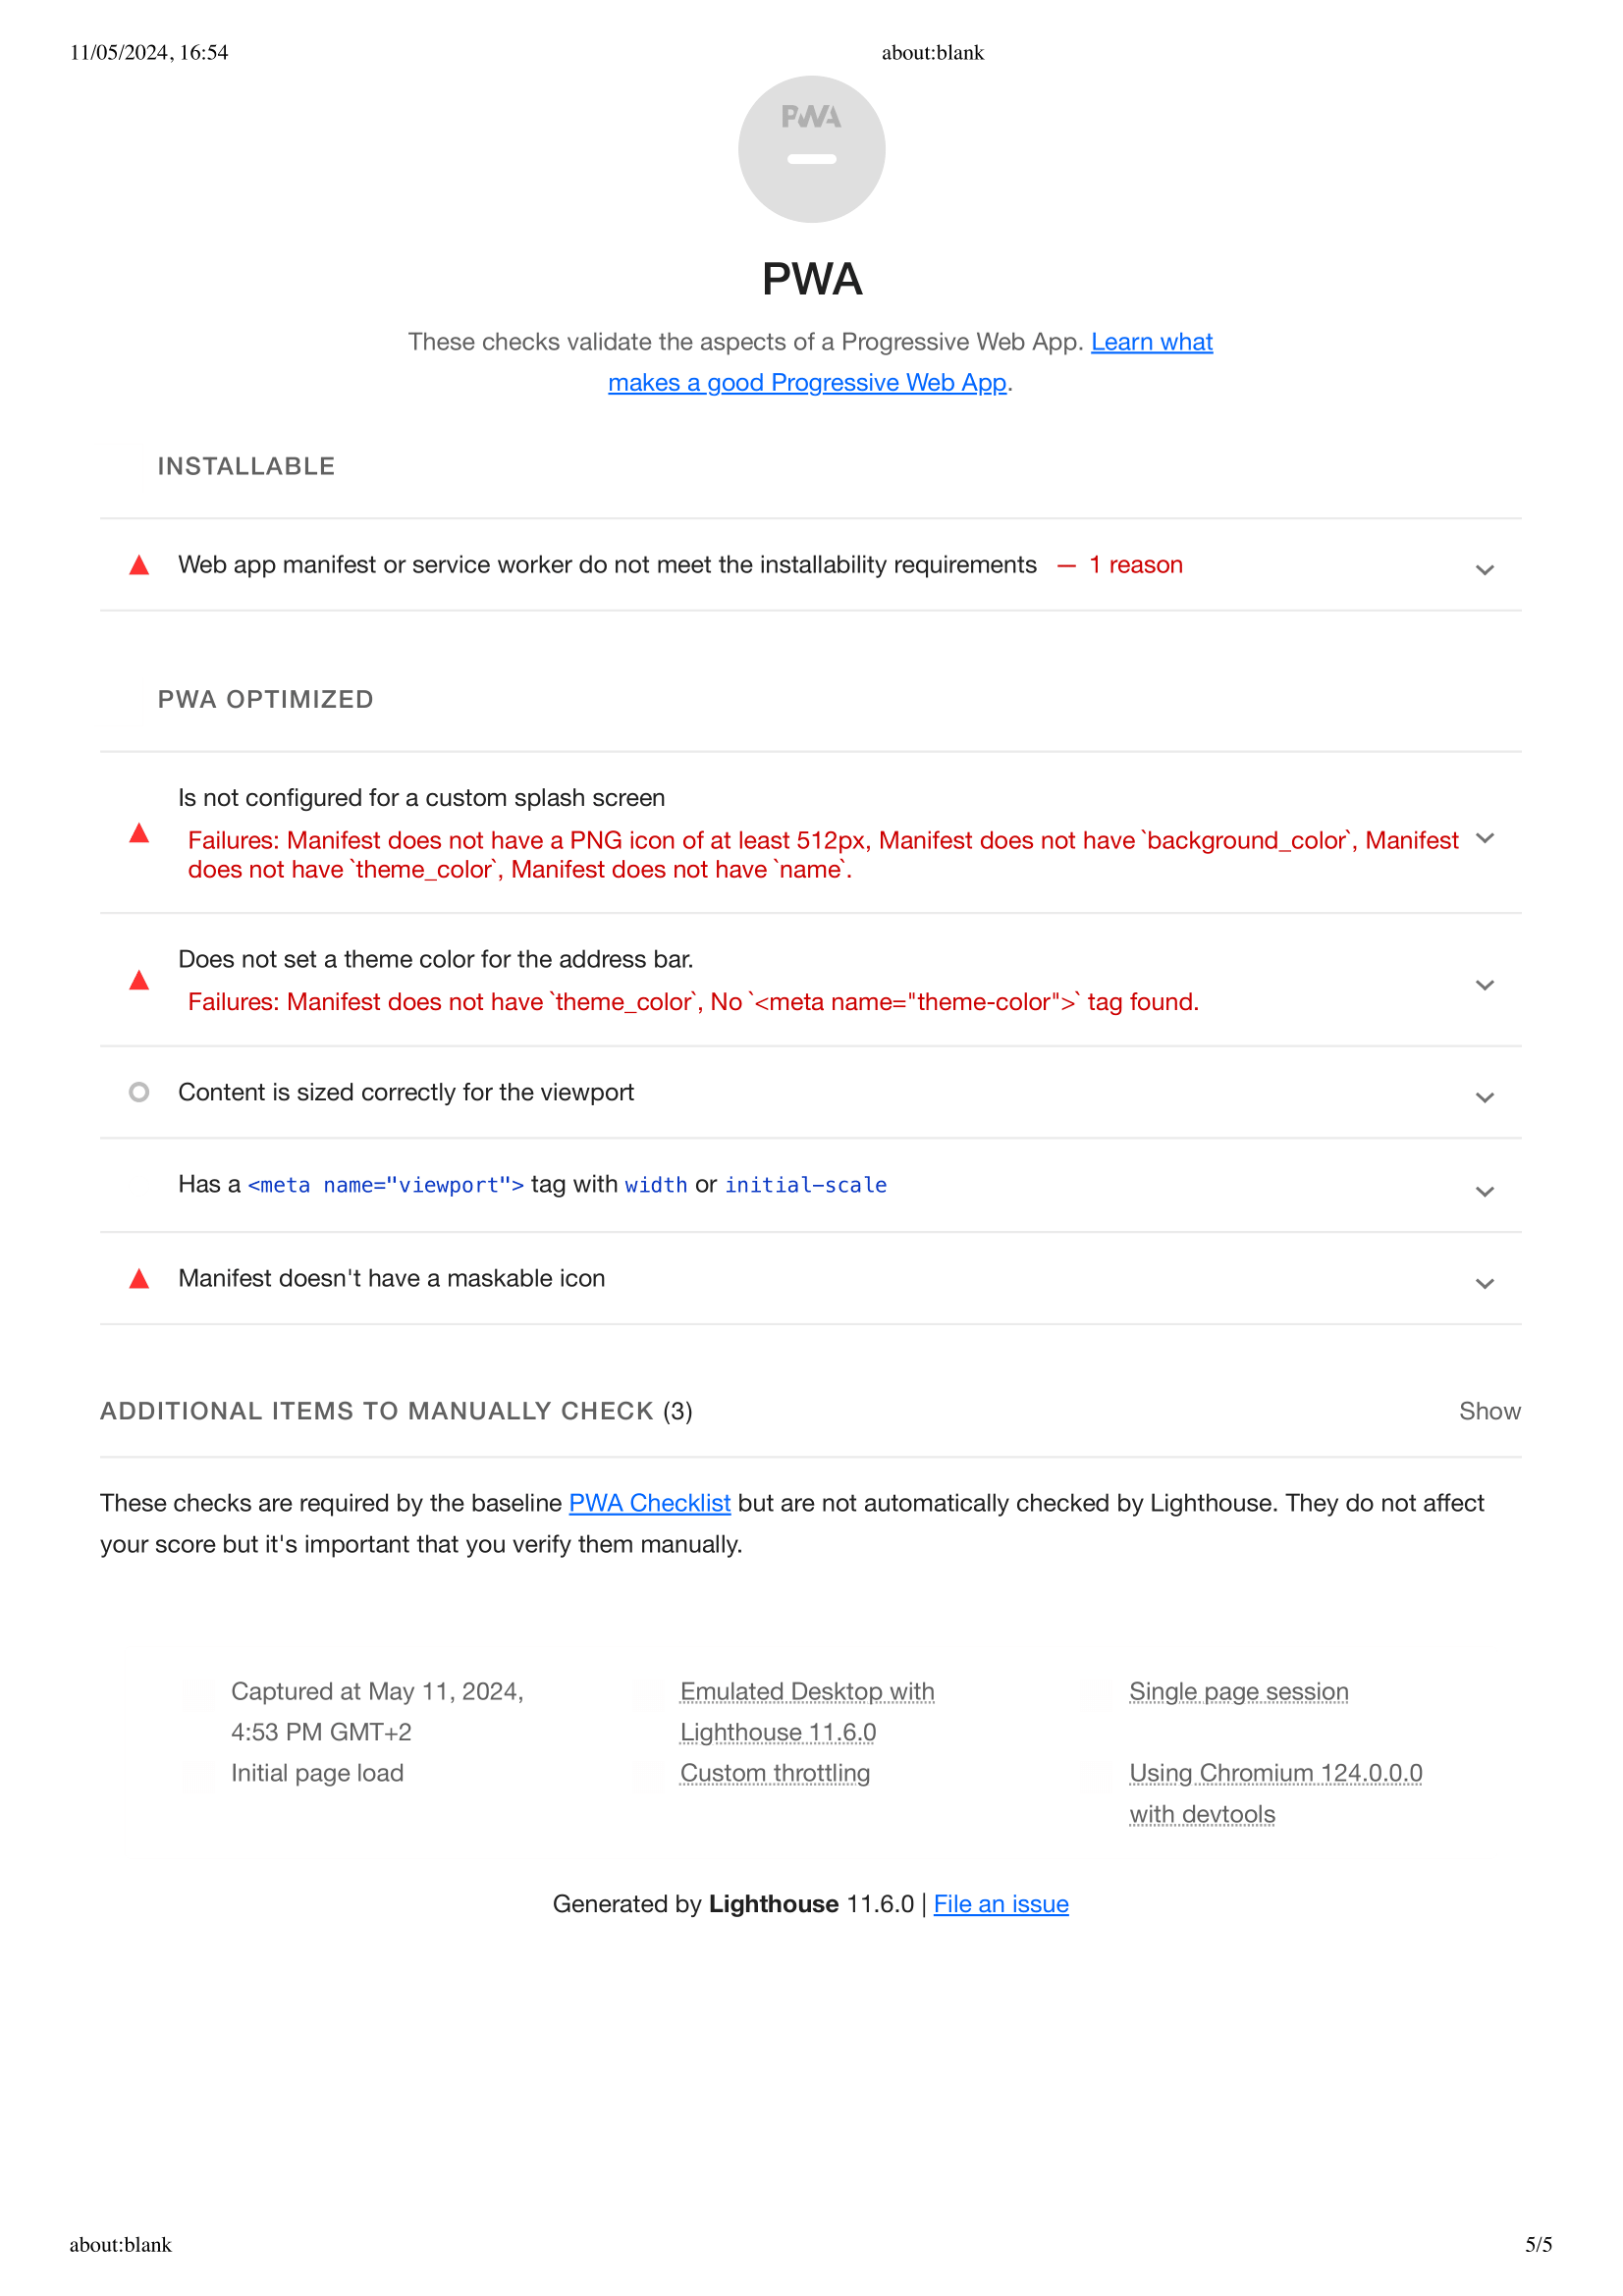 11/05/2024, 16:54
about:blank
PWA
PWA
These checks validate the aspects of a Progressive Web App. Learn what
makes a good Progressive Web App.
INSTALLABLE
Web app manifest or service worker do not meet the installability requirements — 1 reason
PWA OPTIMIZED
Is not configured for a custom splash screen
Failures: Manifest does not have a PNG icon of at least 512px, Manifest does not have `background_color`, Manifest
does not have `theme_color`, Manifest does not have `name`.
Does not set a theme color for the address bar.
Failures: Manifest does not have `theme_color`, No `<meta name="theme-color">` tag found.
Content is sized correctly for the viewport
Has a <meta name="viewport"> tag with width or initial-scale
Manifest doesn't have a maskable icon
ADDITIONAL ITEMS TO MANUALLY CHECK (3)
Show
These checks are required by the baseline PWA Checklist but are not automatically checked by Lighthouse. They do not affect
your score but it's important that you verify them manually.
Captured at May 11, 2024,
4:53 PM GMT+2
Emulated Desktop with
Lighthouse 11.6.0
Single page session
Initial page load
Custom throttling
Using Chromium 124.0.0.0
with devtools
Generated by Lighthouse 11.6.0 | File an issue
about:blank
5/5